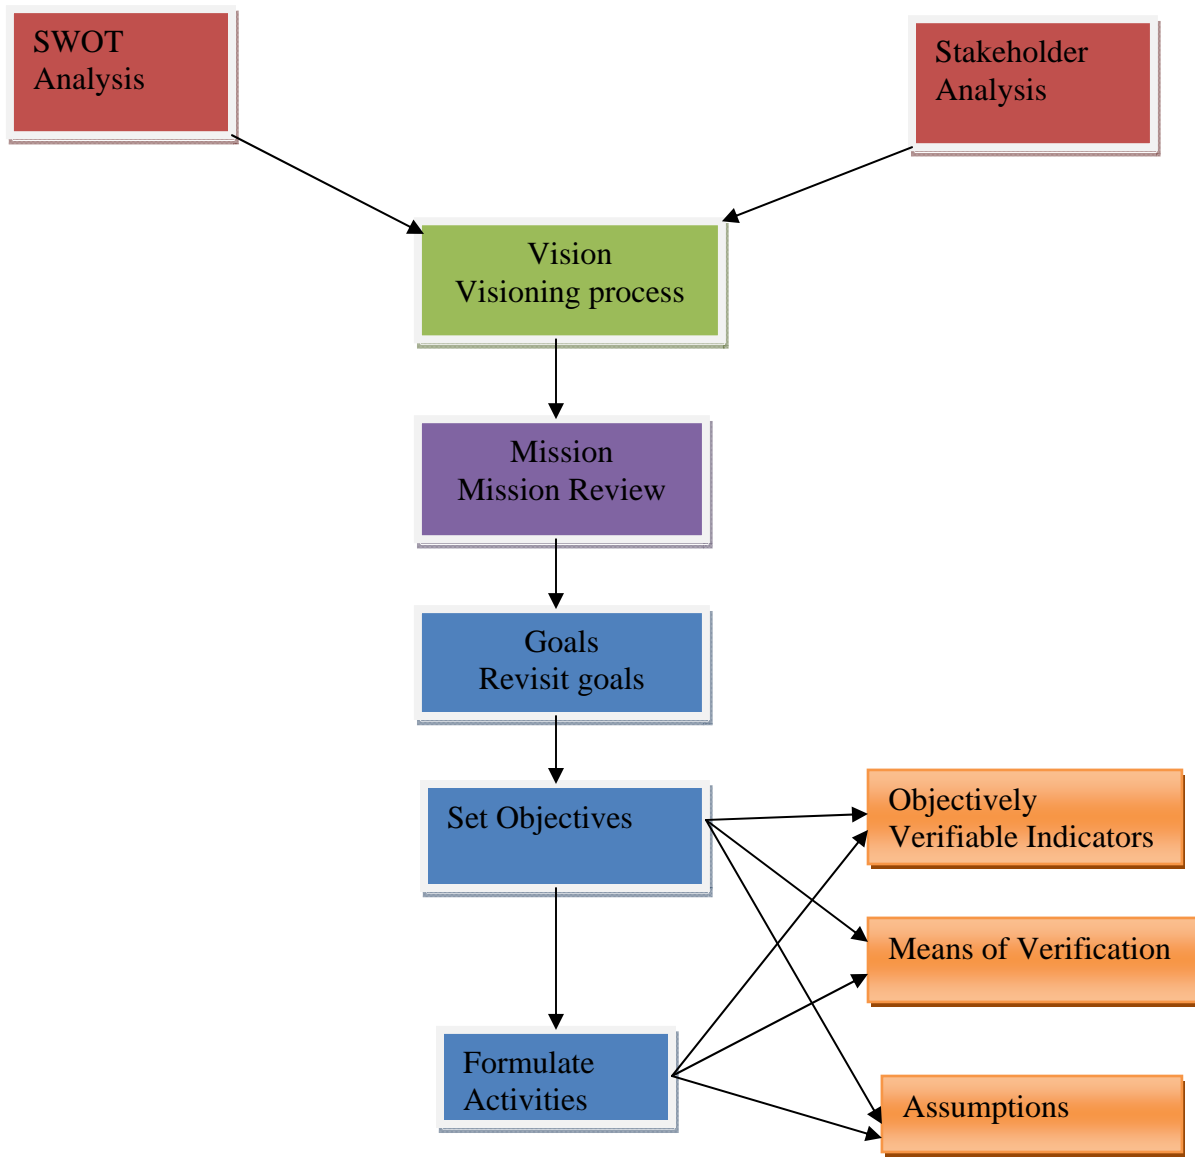 SWOT
Analysis
Stakeholder
Analysis
Vision
Visioning process
Mission
Mission Review
Goals
Revisit goals
Set Objectives
Objectively
Verifiable Indicators
Means of Verification
Formulate
Activities
Assumptions